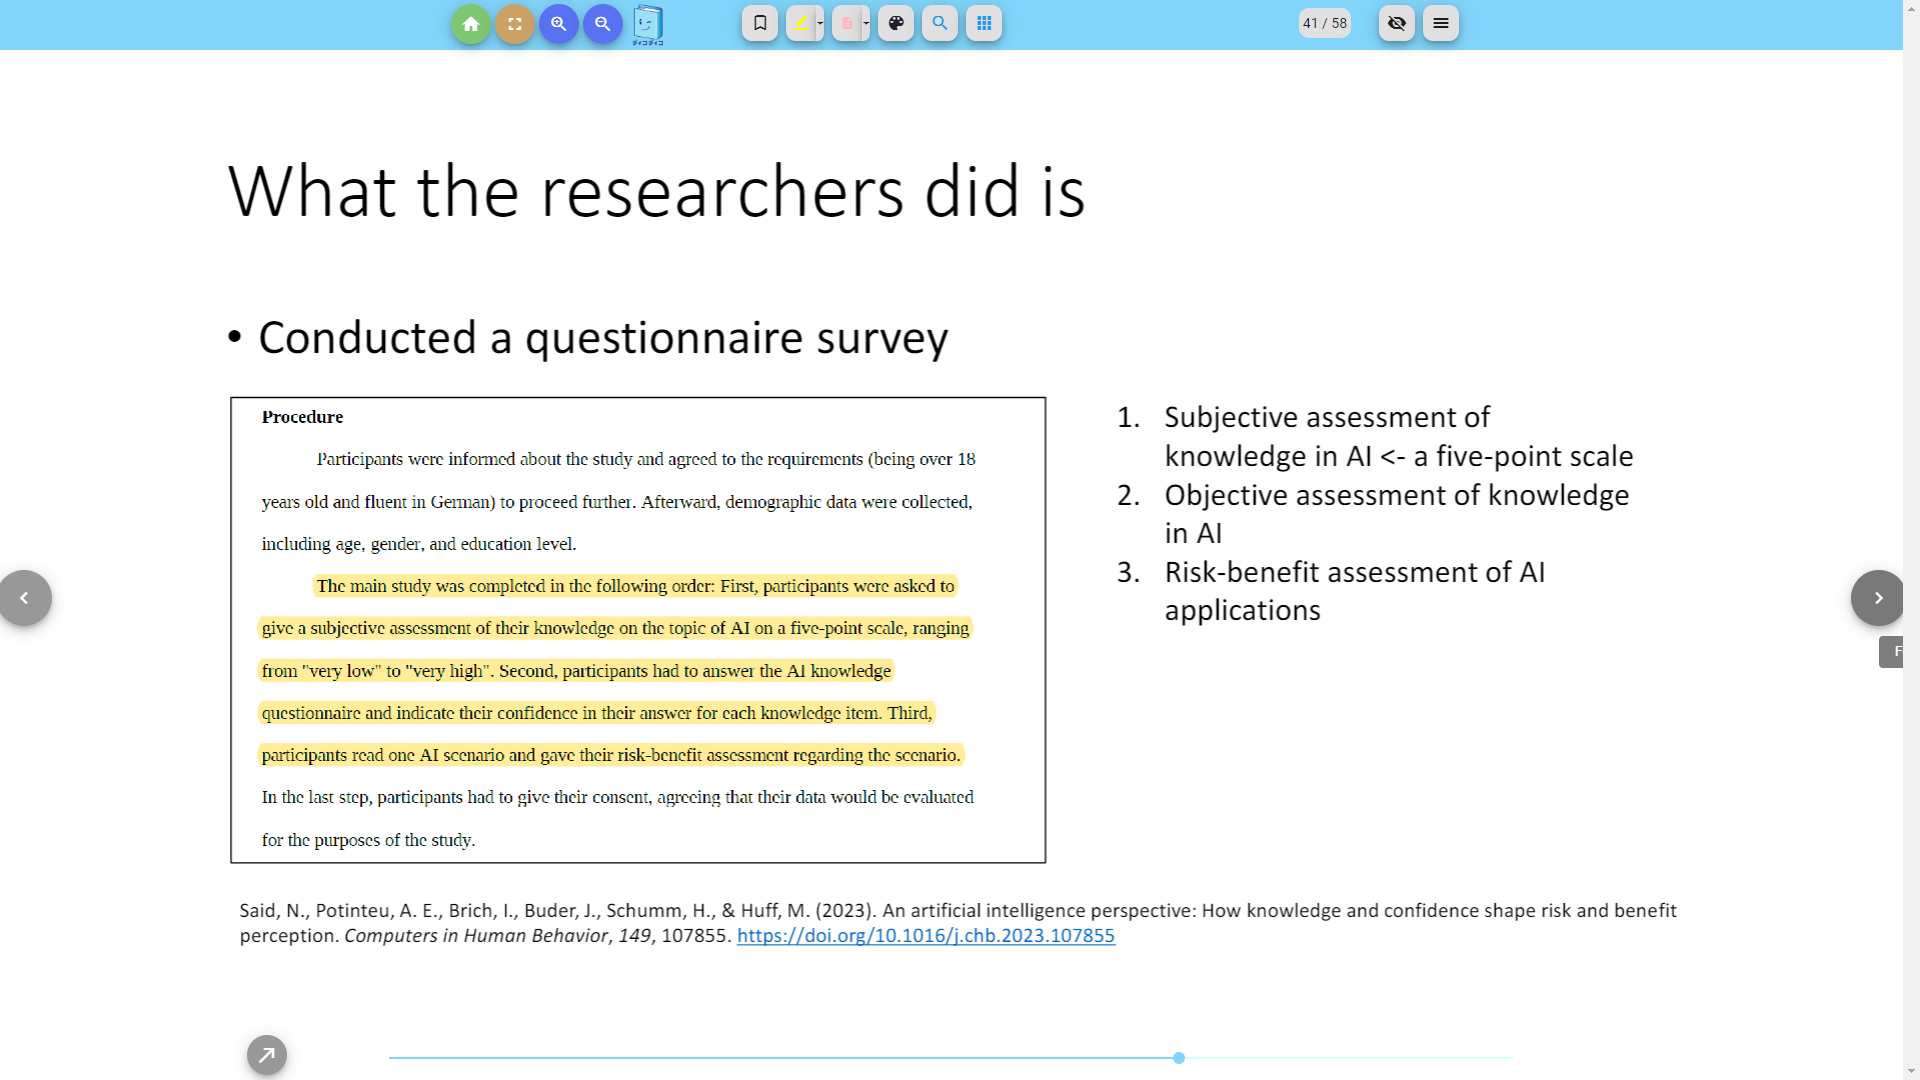 41 / 58
What the researchers did is
• Conducted a questionnaire survey
Procedure
Participants were informed about the study and agreed to the requirements (being over 18
years old and fluent in German) to proceed further. Afterward, demographic data were collected,
including age, gender, and education level.
The main study was completed in the following order: First, participants were asked to
give a subjective assessment of their knowledge on the topic of AI on a five-point scale, ranging
from "very low" to "very high". Second, participants had to answer the AI knowledge
questionnaire and indicate their confidence in their answer for each knowledge item. Third,
participants read one AI scenario and gave their risk-benefit assessment regarding the scenario.
In the last step, participants had to give their consent, agreeing that their data would be evaluated
for the purposes of the study.
1. Subjective assessment of
knowledge in AI <- a five-point scale
2. Objective assessment of knowledge
in AI
3. Risk-benefit assessment of AI
applications
Said, N., Potinteu, A. E., Brich, I., Buder, J., Schumm, H., & Huff, M. (2023). An artificial intelligence perspective: How knowledge and confidence shape risk and benefit
perception. Computers in Human Behavior, 149, 107855. https://doi.org/10.1016/j.chb.2023.107855